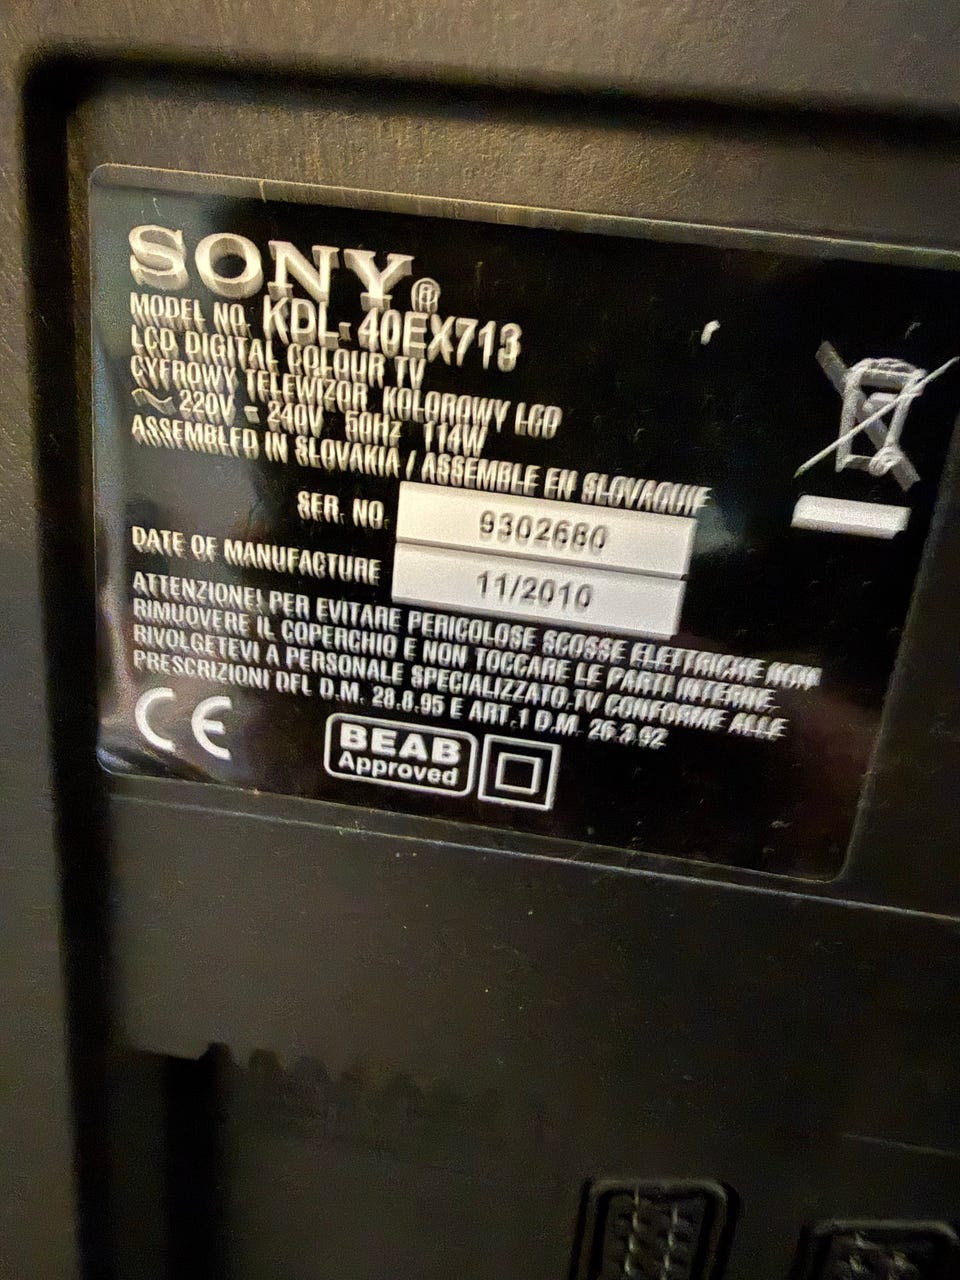 SONY®
MODEL NO. KDL-40EX713
LCD DIGITAL COLOUR TV
CYFROWY TELEWIZOR KOLOROWY LCD
~ 220V - 240V 50Hz 114W
ASSEMBLED IN SLOVAKIA / ASSEMBLE EN SLOVAQUIE
SER. NO. 9302680
DATE OF MANUFACTURE 11/2010
ATTENZIONE! PER EVITARE PERICOLOSE SCOSSE ELETTRICHE NON
RIMUOVERE IL COPERCHIO E NON TOCCARE LE PARTI INTERNE.
RIVOLGETEVI A PERSONALE SPECIALIZZATO.TV CONFORME ALLE
PRESCRIZIONI DEL D.M. 28.8.95 E ART.1 D.M. 26.3.92
CE BEAB
Approved